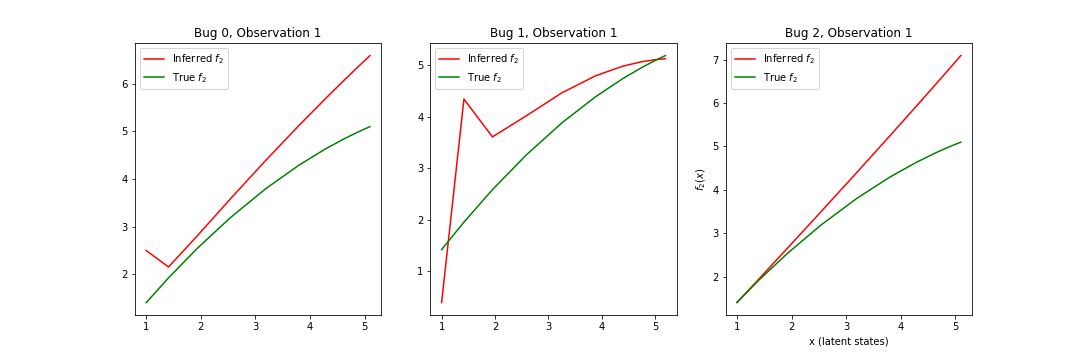 Bug 0, Observation 1
Inferred f₂
True f₂
6
5
4
3
2
1 2 3 4 5
Bug 1, Observation 1
Inferred f₂
True f₂
5
4
3
2
1
1 2 3 4 5
Bug 2, Observation 1
Inferred f₂
True f₂
f₂(x)
7
6
5
4
3
2
1 2 3 4 5
x (latent states)